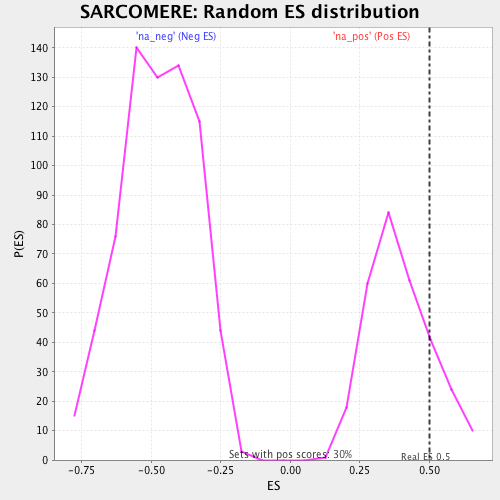 SARCOMERE: Random ES distribution
'na_neg' (Neg ES) 'na_pos' (Pos ES)
140
130
120
110
100
90
80
70
60
50
40
30
20
10
0
P(ES)
Sets with pos scores: 30%
Real ES 0.5
-0.75 -0.50 -0.25 0.00 0.25 0.50
ES